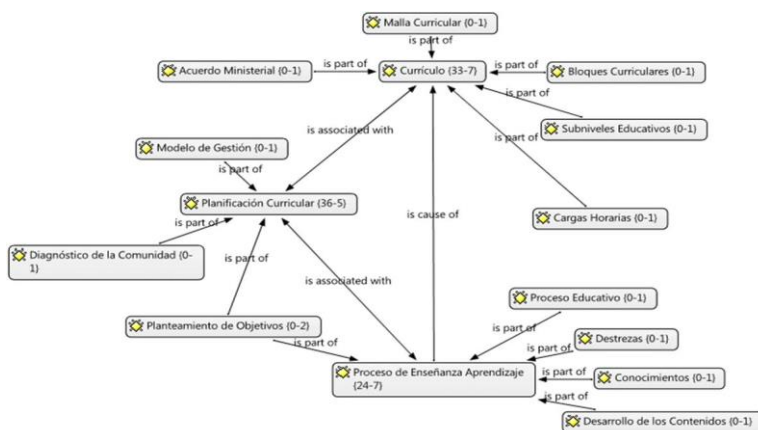 Malla Curricular {0-1}
is part of
Acuerdo Ministerial {0-1}
is part of
Currículo {33-7}
is part of
Bloques Curriculares {0-1}
is part of
Subniveles Educativos {0-1}
is associated with
is part of
Modelo de Gestión {0-1}
is part of
Planificación Curricular {36-5}
is cause of
Cargas Horarias {0-1}
is part of
Diagnóstico de la Comunidad {0-
1}
is part of
is associated with
Proceso Educativo {0-1}
Planteamiento de Objetivos {0-2}
is part of
is part of
Destrezas {0-1}
is part of
Proceso de Enseñanza Aprendizaje
{24-7}
is part of
Conocimientos {0-1}
is part of
Desarrollo de los Contenidos {0-1}